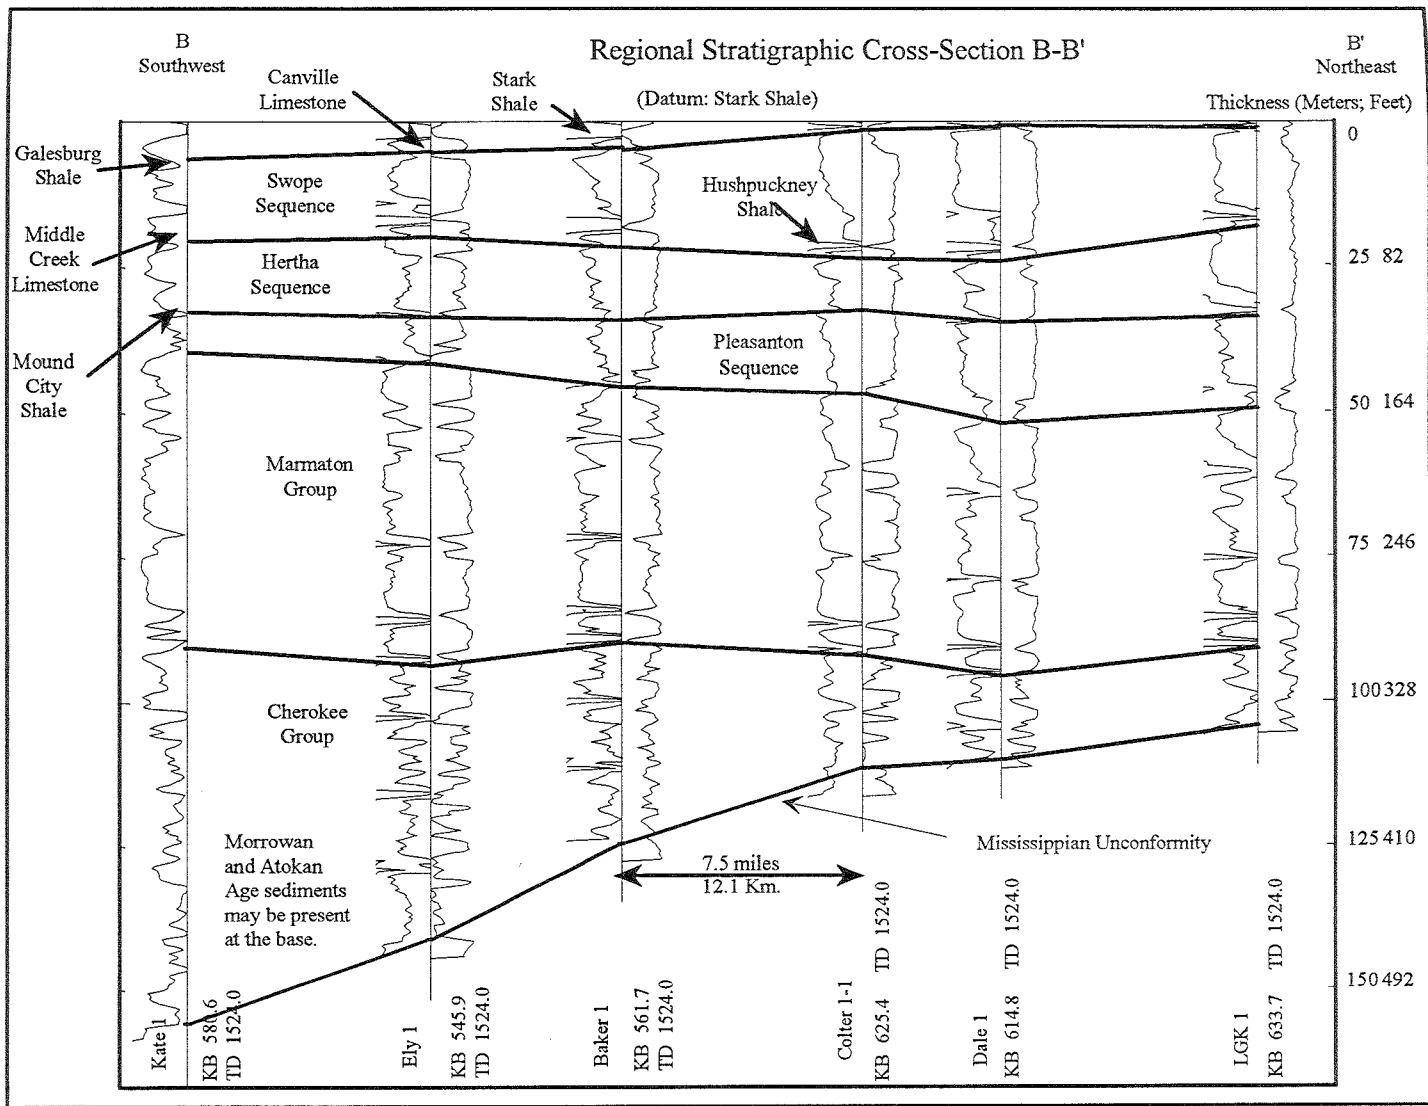 Regional Stratigraphic Cross-Section B-B'
(Datum: Stark Shale)
B
Southwest
B'
Northeast
Thickness (Meters; Feet)
Canville
Limestone
Stark
Shale
Galesburg
Shale
Swope
Sequence
Hushpuckney
Shale
Middle
Creek
Limestone
Hertha
Sequence
Mound
City
Shale
Pleasanton
Sequence
Marmaton
Group
Cherokee
Group
Morrowan
and Atokan
Age sediments
may be present
at the base.
Mississippian Unconformity
7.5 miles
12.1 Km.
0
25 82
50 164
75 246
100 328
125 410
150 492
Kate 1
KB 580.6
TD 1524.0
Ely 1
KB 545.9
TD 1524.0
Baker 1
KB 561.7
TD 1524.0
Colter 1-1
KB 625.4 TD 1524.0
Dale 1
KB 614.8 TD 1524.0
LGK 1
KB 633.7 TD 1524.0